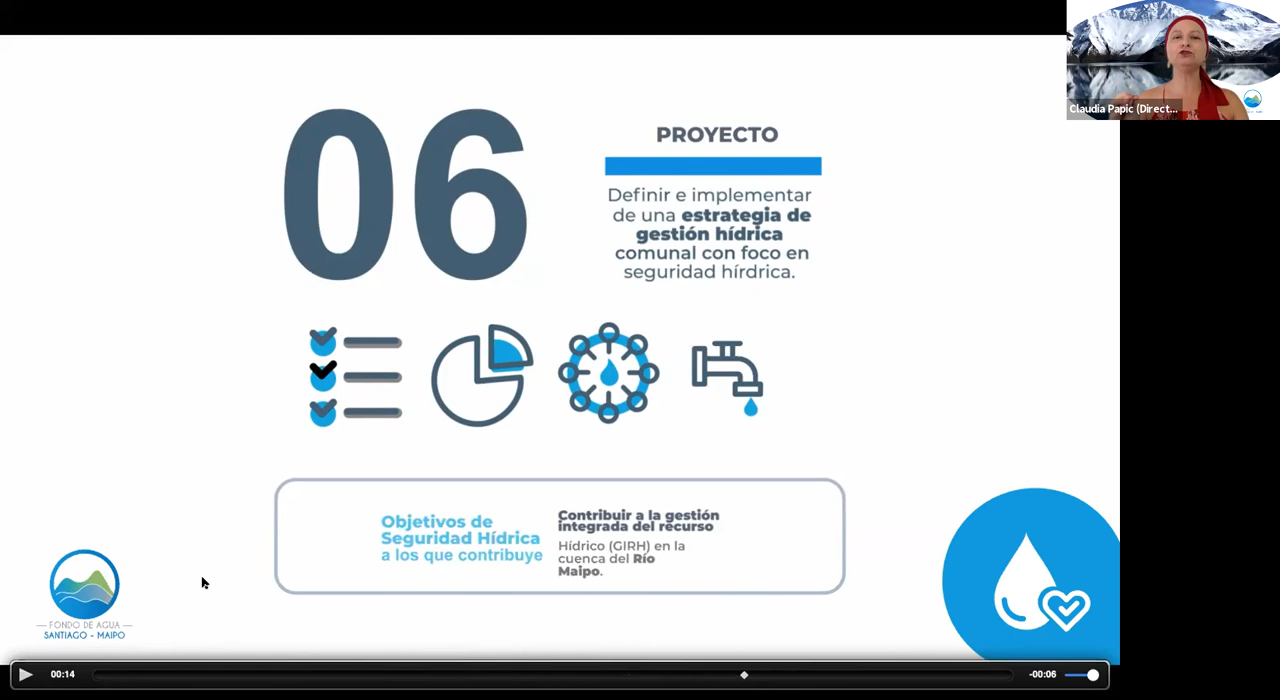 Claudia Papic (Direct...
06
PROYECTO
Definir e implementar
de una estrategia de
gestión hídrica
comunal con foco en
seguridad hírdrica.
Objetivos de
Seguridad Hídrica
a los que contribuye
Contribuir a la gestión
integrada del recurso
Hídrico (GIRH) en la
cuenca del Río
Maipo.
FONDO DE AGUA
SANTIAGO - MAIPO
00:14
-00:06